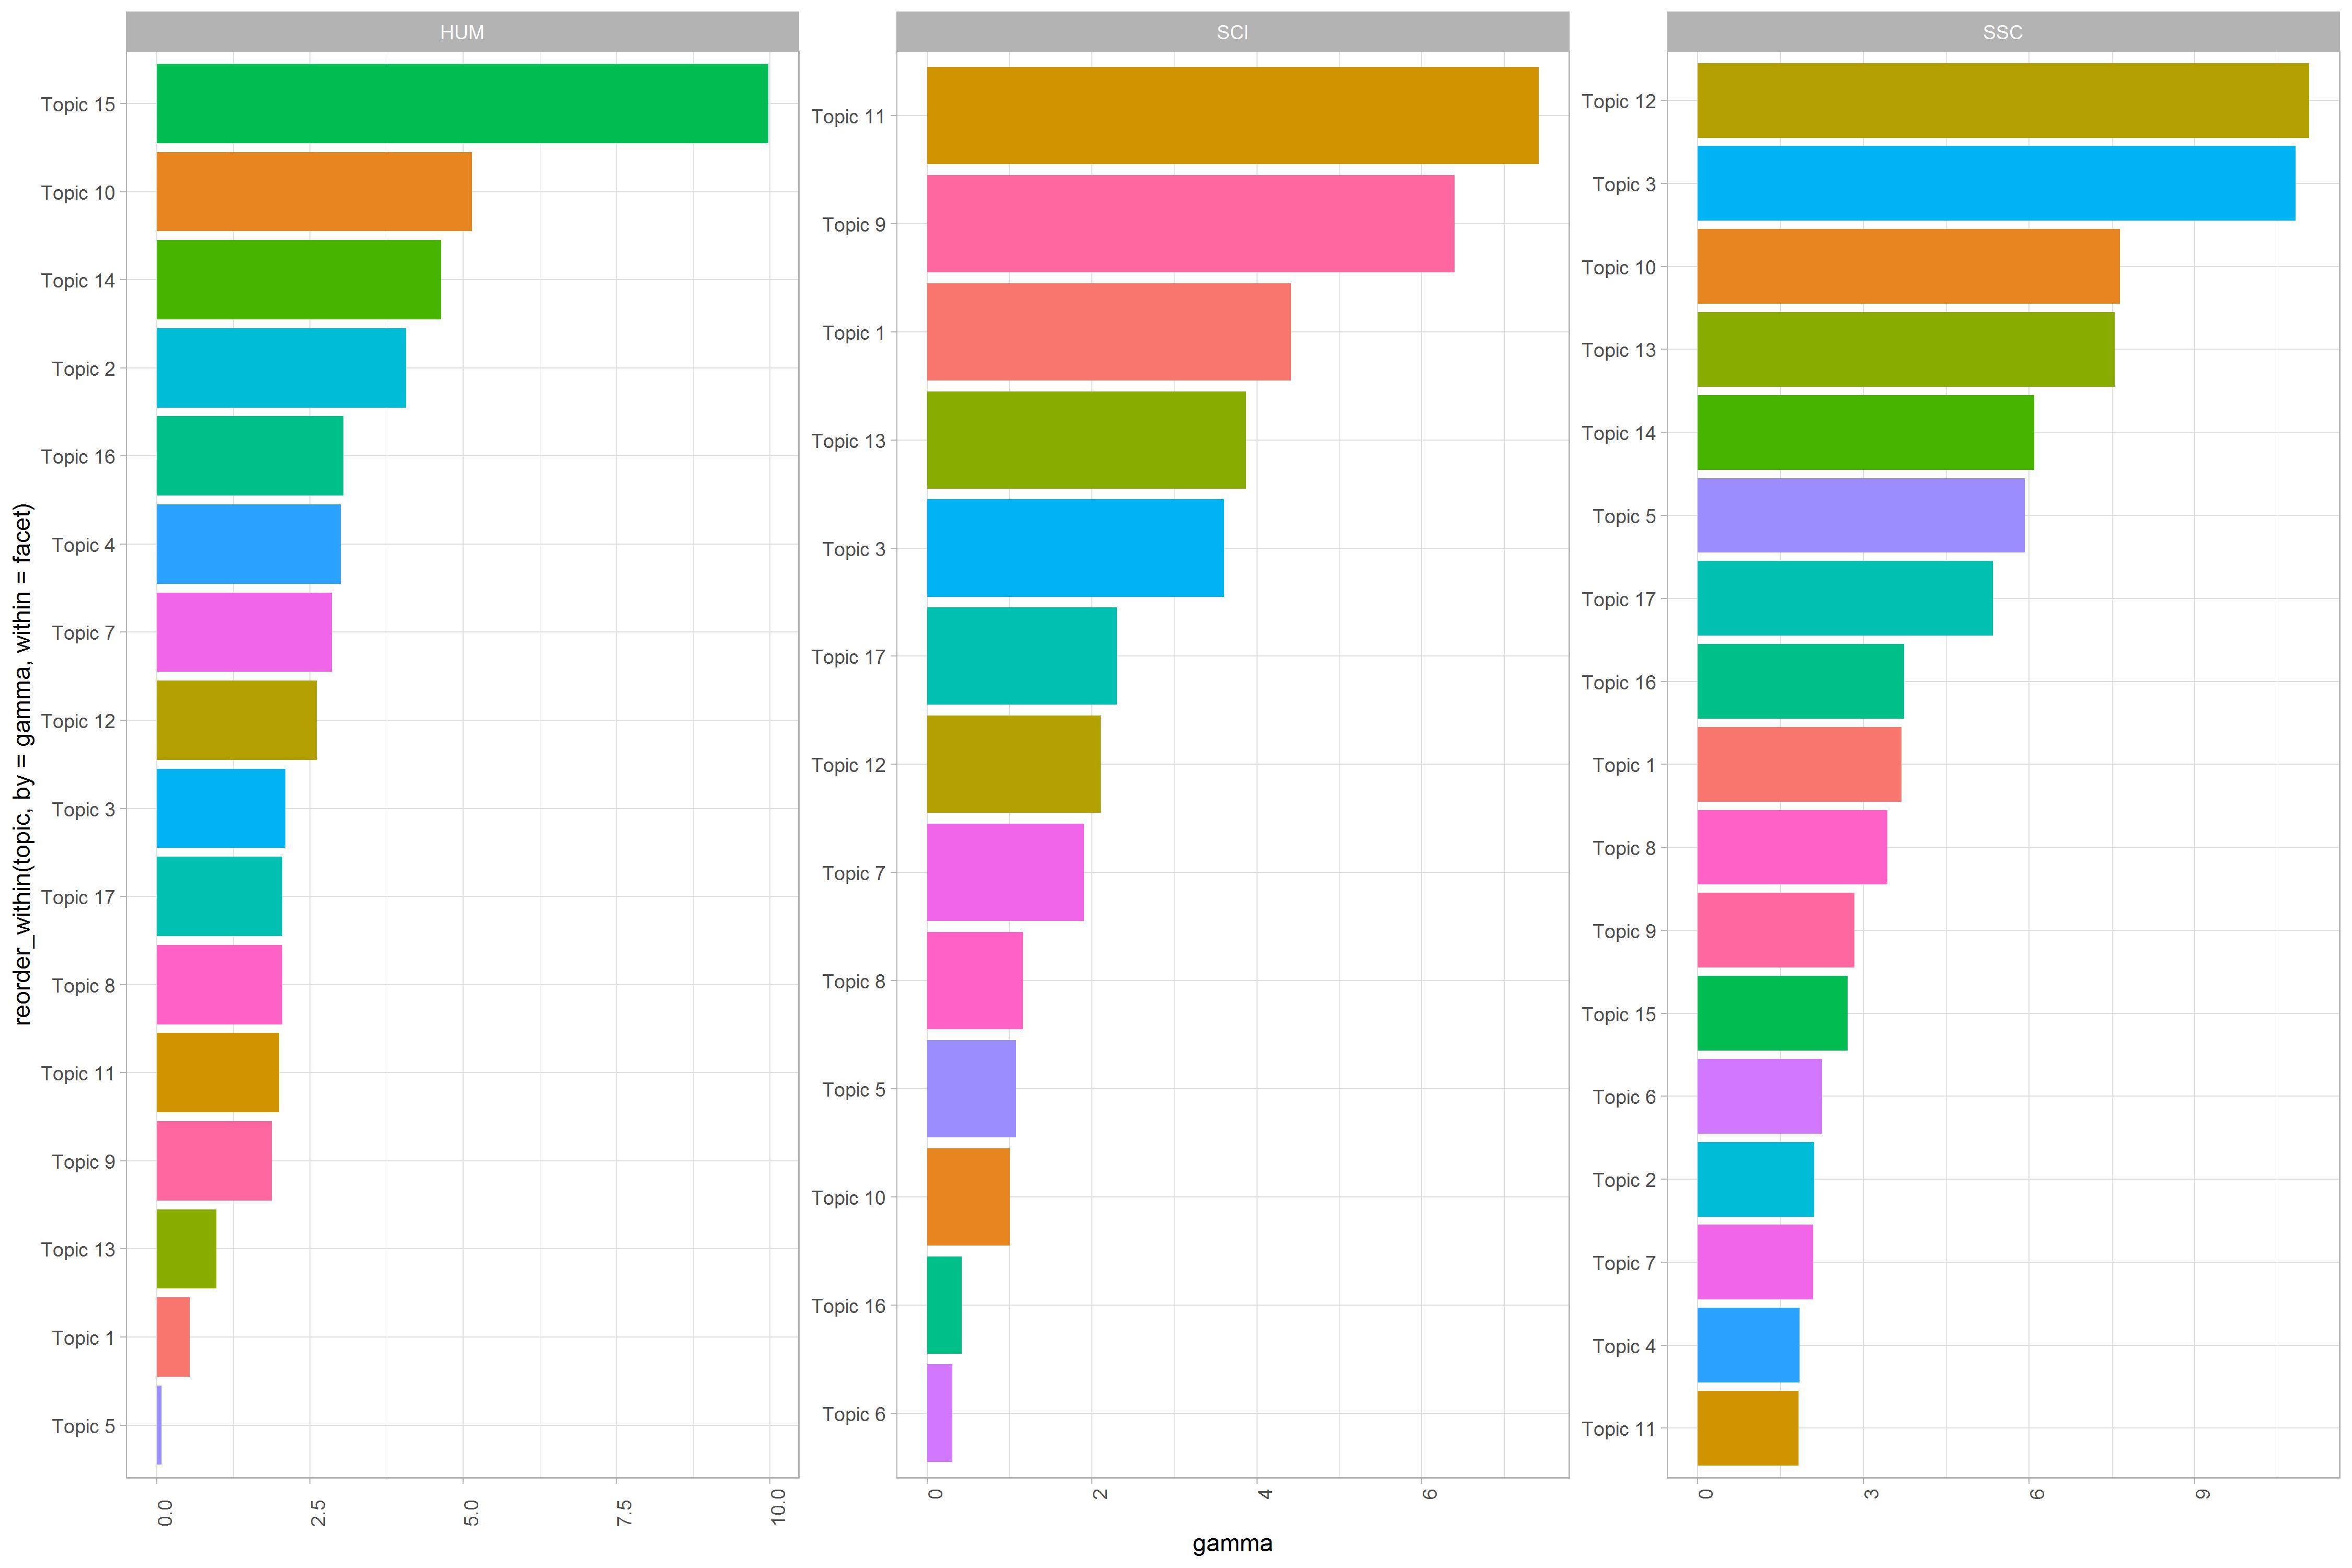 HUM
SCI
SSC
reorder_within(topic, by = gamma, within = facet)
Topic 15
Topic 10
Topic 14
Topic 2
Topic 16
Topic 4
Topic 7
Topic 12
Topic 3
Topic 17
Topic 8
Topic 11
Topic 9
Topic 13
Topic 1
Topic 5
0.0
2.5
5.0
7.5
10.0
Topic 11
Topic 9
Topic 1
Topic 13
Topic 3
Topic 17
Topic 12
Topic 7
Topic 8
Topic 5
Topic 10
Topic 16
Topic 6
0
2
4
6
Topic 12
Topic 3
Topic 10
Topic 13
Topic 14
Topic 5
Topic 17
Topic 16
Topic 1
Topic 8
Topic 9
Topic 15
Topic 6
Topic 2
Topic 7
Topic 4
Topic 11
0
3
6
9
gamma